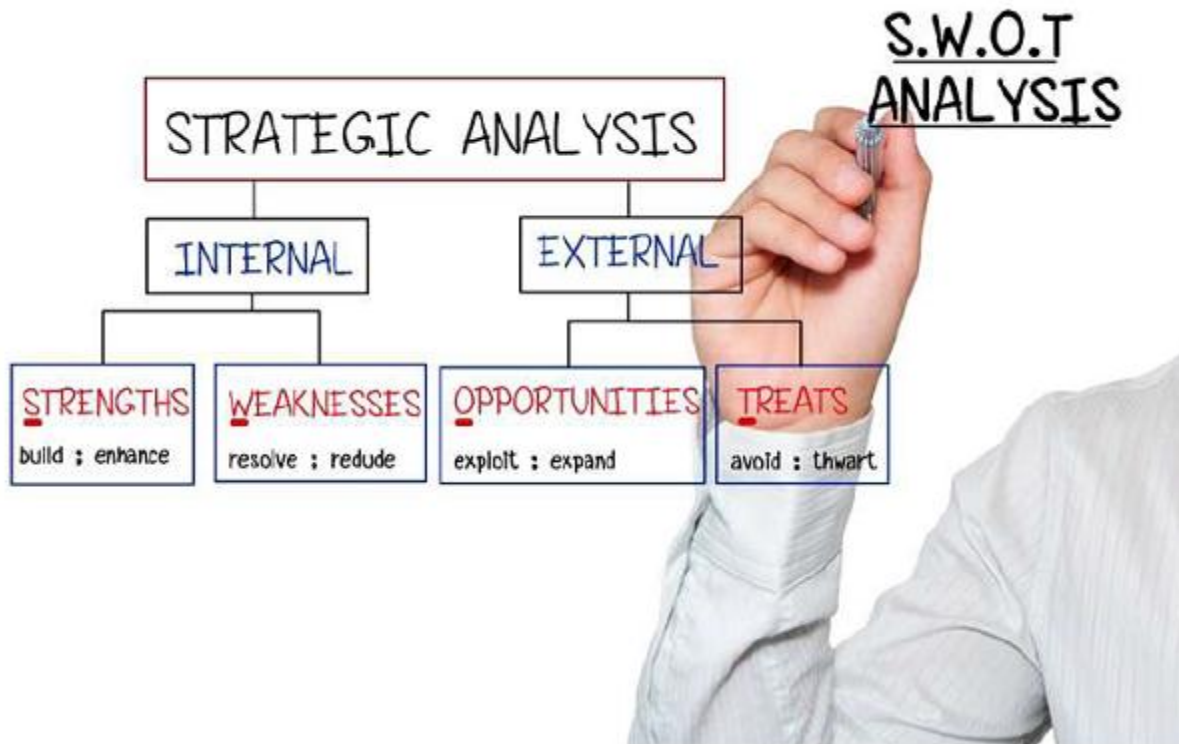 S.W.O.T
ANALYSIS
STRATEGIC ANALYSIS
INTERNAL
EXTERNAL
STRENGTHS
build : enhance
WEAKNESSES
resolve : redude
OPPORTUNITIES
exploit : expand
TREATS
avoid : thwart